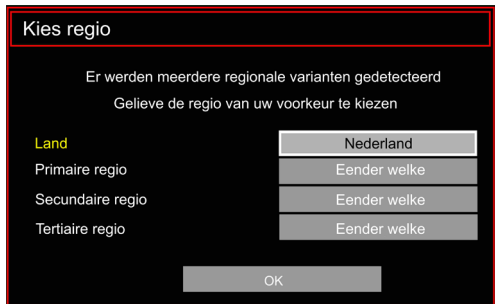 Kies regio
Er werden meerdere regionale varianten gedetecteerd
Gelieve de regio van uw voorkeur te kiezen
Land Nederland
Primaire regio Eender welke
Secundaire regio Eender welke
Tertiaire regio Eender welke
OK